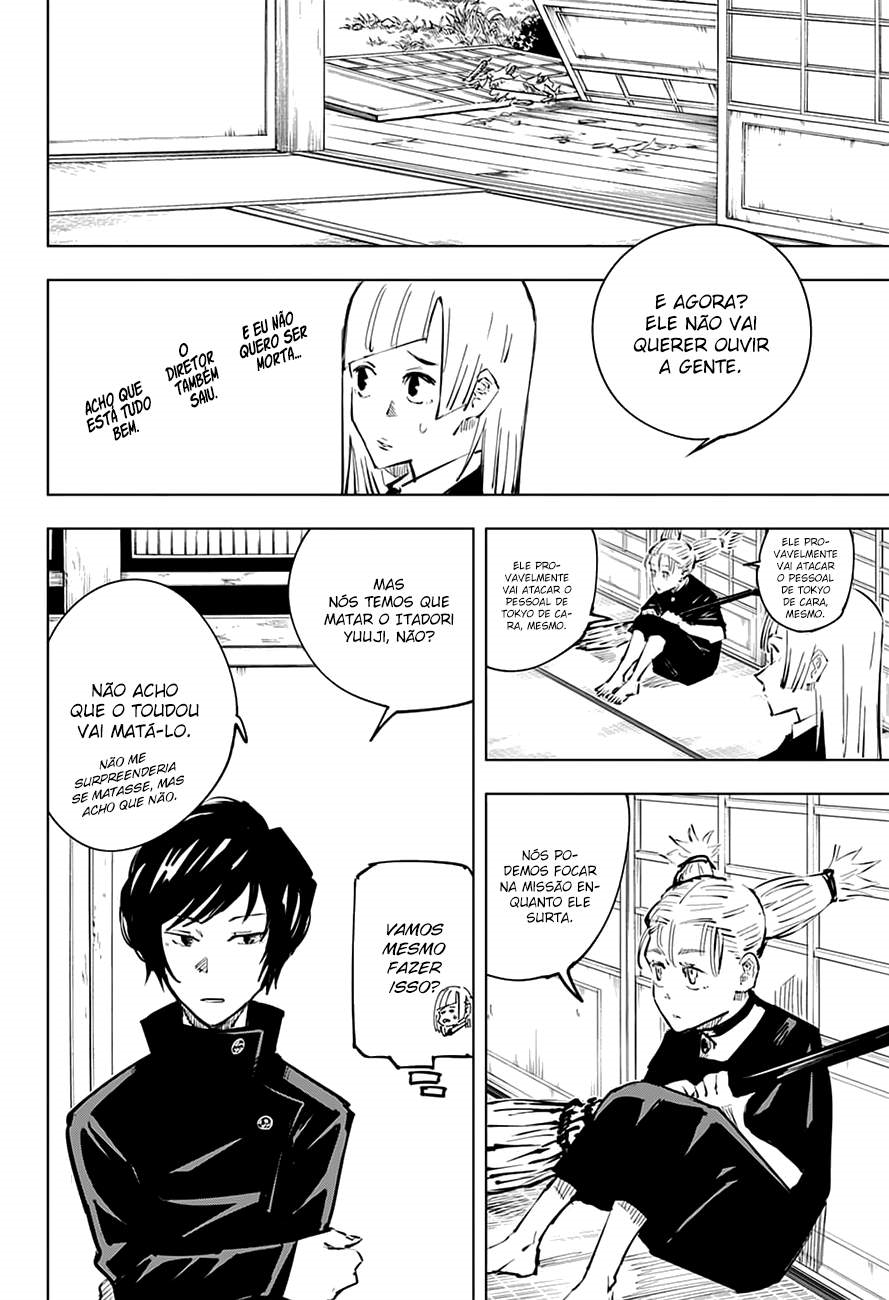 E AGORA?
ELE NÃO VAI
QUERER OUVIR
A GENTE.
E EU NÃO
QUERO SER
MORTA...
O
DIRETOR
TAMBÉM
SAIU.
ACHO QUE
ESTÁ TUDO
BEM.
ELE PRO-
VAVELMENTE
VAI ATACAR
O PESSOAL
DE TOKYO
DE CARA,
MESMO.
ELE PRO-
VAVELMENTE
VAI ATACAR O
PESSOAL DE
TOKYO DE CA-
RA, MESMO.
NÓS PO-
DEMOS FOCAR
NA MISSÃO EN-
QUANTO ELE
SURTA.
MAS
NÓS TEMOS QUE
MATAR O ITADORI
YUUJI, NÃO?
NÃO ACHO
QUE O TOUDOU
VAI MATÁ-LO.
NÃO ME
SURPREENDERIA
SE MATASSE, MAS
ACHO QUE NÃO.
VAMOS
MESMO
FAZER
ISSO?